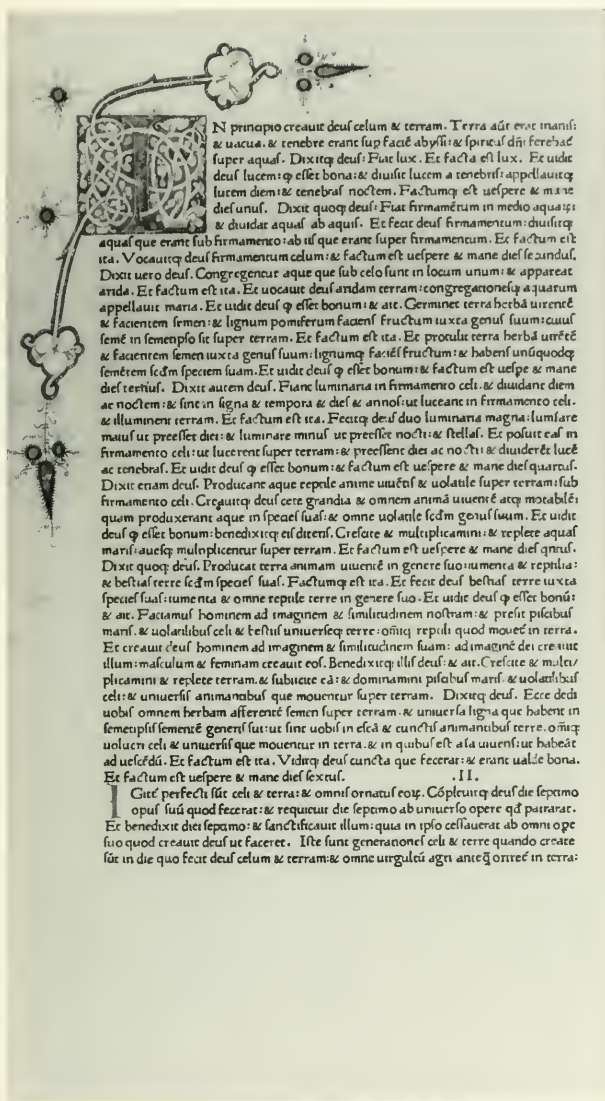 IN principio creauit deuſ celum & terram. Terra aūt erat inaniſ:
& uacua. & tenebre erant ſup̱ faciē abyſſi: & ſpirituſ dn̄i ferebat̄
ſuper aquaſ. Dixitq; deuſ: Fiat lux. Et facta eſt lux. Et uidit
deuſ lucem: ꝙ eſſet bona: & diuiſit lucem a tenebriſ: appellauitq;
lucem diem: & tenebraſ noctem. Factumq; eſt ueſpere & mane
dieſ unuſ. Dixit quoq; deuſ: Fiat firmamētum in medio aquaꝝ:
& diuidat aquaſ ab aquiſ. Et fecit deuſ firmamentum: diuiſitq;
aquaſ que erant ſub firmamento: ab iiſ que erant ſuper firmamentum. Et factum eſt
ita. Vocauitq; deuſ firmamentum celum: & factum eſt ueſpere & mane dieſ ſecunduſ.
Dixit uero deuſ. Congregentur aque que ſub celo ſunt in locum unum: & appareat
arida. Et factum eſt ita. Et uocauit deuſ aridam terram: congregationeſq; aquarum
appellauit maria. Et uidit deuſ ꝙ eſſet bonum: & ait. Germinet terra herbā uirentē
& facientem ſemen: & lignum pomiferum facienſ fructum iuxta genuſ ſuum: cuiuſ
ſemē in ſemetipſo ſit ſuper terram. Et factum eſt ita. Et protulit terra herbā uirētē
& facientem ſemen iuxta genuſ ſuum: lignumq; faciēſ fructum: & habenſ unūquodq;
ſemētem ſcd̄m ſpeciem ſuam. Et uidit deuſ ꝙ eſſet bonum: & factum eſt ueſpe & mane
dieſ tertiuſ. Dixit autem deuſ. Fiant luminaria in firmamento celi. & diuidant diem
ac noctem: & ſint in ſigna & tempora & dieſ & annoſ: ut luceant in firmamento celi.
& illuminent terram. Et factum eſt ita. Fecitq; deuſ duo luminaria magna: lumīare
maiuſ ut preeſſet diei: & luminare minuſ ut preeſſet nocti: & ſtellaſ. Et poſuit eaſ in
firmamento celi: ut lucerent ſuper terram: & preeſſent diei ac nocti: & diuiderēt lucē
ac tenebraſ. Et uidit deuſ ꝙ eſſet bonum: & factum eſt ueſpere & mane dieſ quartuſ.
Dixit etiam deuſ. Producant aque reptile anime uiuētiſ & uolatile ſuper terram: ſub
firmamento celi. Creauitq; deuſ cete grandia & omnem animā uiuentē atq; motabilē:
quam produxerant aque in ſpecieſ ſuaſ: & omne uolatile ſcd̄m genuſ ſuum. Et uidit
deuſ ꝙ eſſet bonum: benedixitq; eiſ dicenſ. Creſcite & multiplicamini: & replete aquaſ
mariſ: aueſq; multiplicentur ſuper terram. Et factum eſt ueſpere & mane dieſ qntuſ.
Dixit quoq; deuſ. Producat terra animam uiuentē in genere ſuo: iumenta & reptilia:
& beſtiaſ terre ſcd̄m ſpecieſ ſuaſ. Factumq; eſt ita. Et fecit deuſ beſtiaſ terre iuxta
ſpecieſ ſuaſ: iumenta & omne reptile terre in genere ſuo. Et uidit deuſ ꝙ eſſet bonū:
& ait. Faciamuſ hominem ad imaginem & ſimilitudinem noſtram: & preſit piſcibuſ
mariſ. & uolatilibuſ celi & beſtiiſ uniuerſeq; terre: om̄iq; reptili quod mouet̄ in terra.
Et creauit deuſ hominem ad imaginem & ſimilitudinem ſuam: ad imaginē dei creauit
illum: maſculum & feminam creauit eoſ. Benedixitq; illiſ deuſ: & ait. Creſcite & multi/
plicamini & replete terram. & ſubiicite eā: & dominamini piſcibuſ mariſ. & uolatilibuſ
celi: & uniuerſiſ animantibuſ que mouentur ſuper terram. Dixitq; deuſ. Ecce dedi
uobiſ omnem herbam afferentē ſemen ſuper terram. & uniuerſa ligna que habent in
ſemetipſiſ ſementē generiſ ſui: ut ſint uobiſ in eſcā & cunctiſ animantibuſ terre. om̄iq;
uolucri celi & uniuerſiſ que mouentur in terra. & in quibuſ eſt aīa uiuenſ: ut habeāt
ad ueſcēdū. Et factum eſt ita. Viditq; deuſ cuncta que fecerat: & erant ualde bona.
Et factum eſt ueſpere & mane dieſ ſextuſ. .II.
IGitē perfecti ſūt celi & terra: & omniſ ornatuſ eoꝝ. Cōpleuitq; deuſ die ſeptimo
opuſ ſuū quod fecerat: & requieuit die ſeptimo ab uniuerſo opere qd̄ patrarat.
Et benedixit diei ſeptimo: & ſanctificauit illum: quia in ipſo ceſſauerat ab omni ope
ſuo quod creauit deuſ ut faceret. Iſte ſunt generationeſ celi & terre quando create
ſūt in die quo fecit deuſ celum & terram: & omne uirgultū agri anteq̄ oriret̄ in terra: